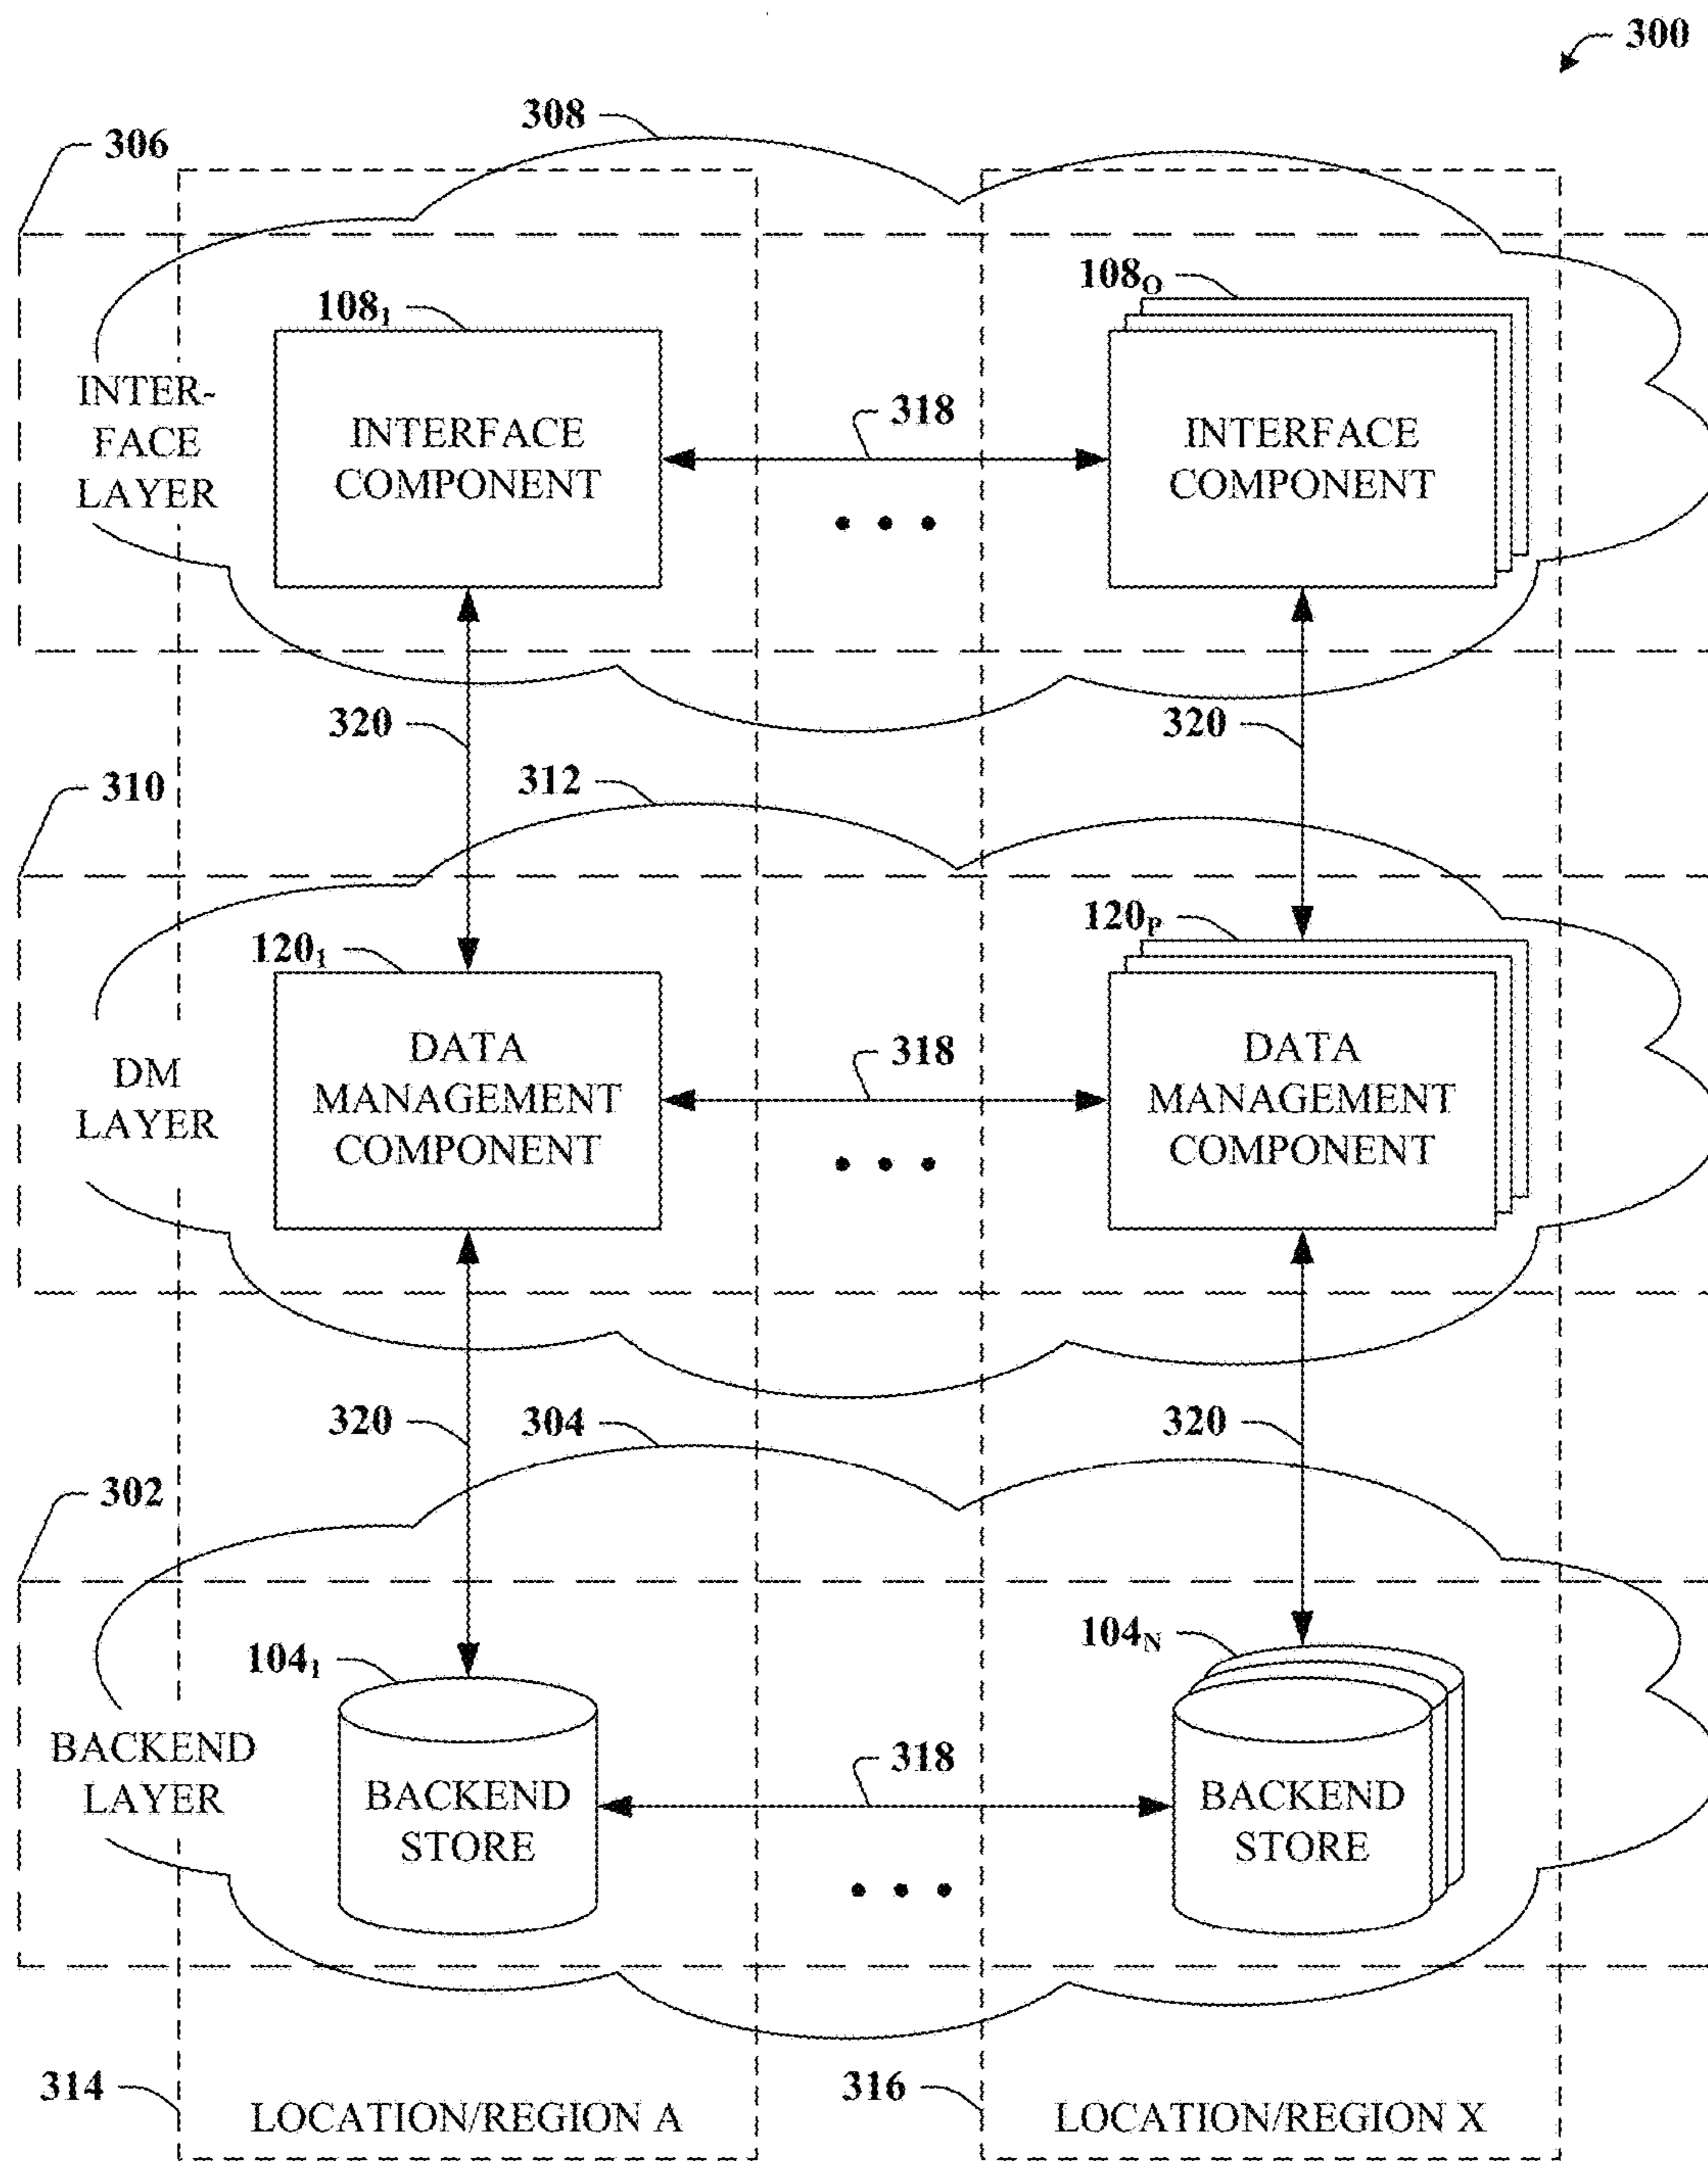 300
308
306
108₁
108O
INTER-
FACE
LAYER
INTERFACE
COMPONENT
318
INTERFACE
COMPONENT
• • •
320
320
310
312
120₁
120P
DM
LAYER
DATA
MANAGEMENT
COMPONENT
318
DATA
MANAGEMENT
COMPONENT
• • •
320
304
320
302
104₁
104N
BACKEND
LAYER
BACKEND
STORE
318
BACKEND
STORE
• • •
314
LOCATION/REGION A
316
LOCATION/REGION X